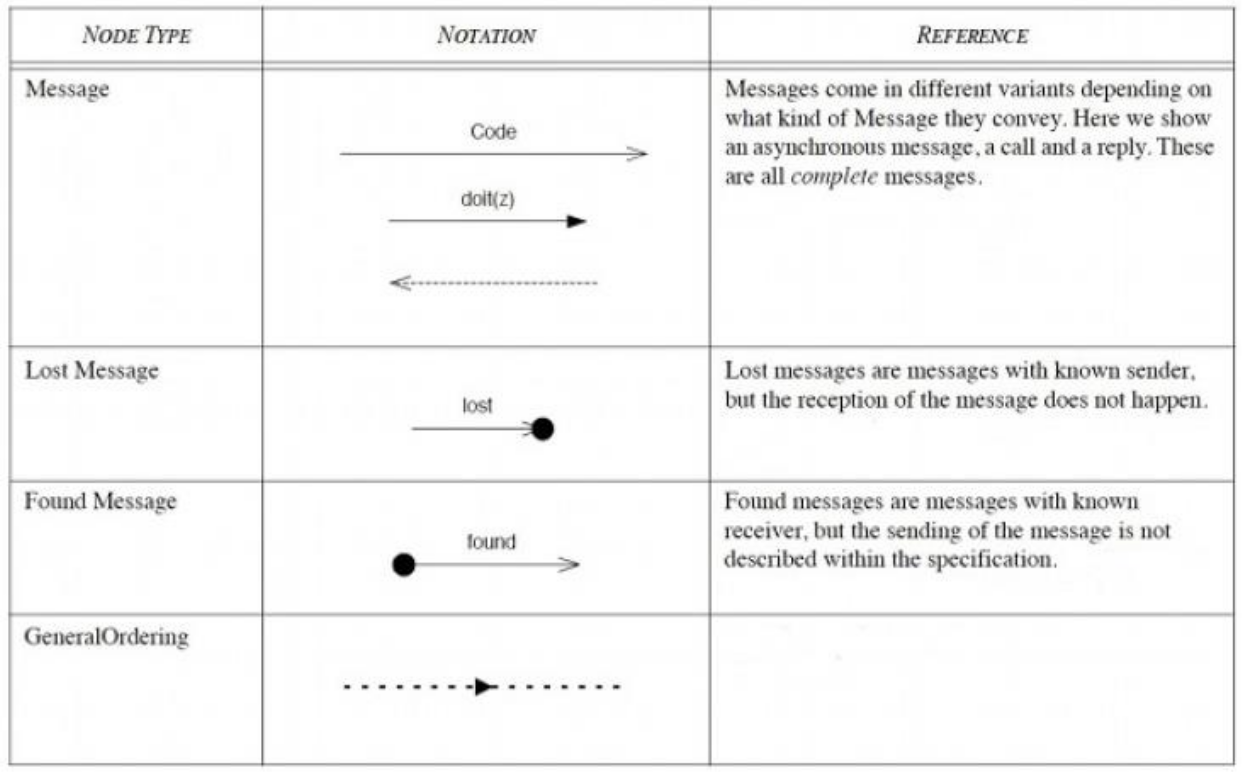 NODE TYPE
NOTATION
REFERENCE
Message
Code
doit(z)
Messages come in different variants depending on
what kind of Message they convey. Here we show
an asynchronous message, a call and a reply. These
are all complete messages.
Lost Message
lost
Lost messages are messages with known sender,
but the reception of the message does not happen.
Found Message
found
Found messages are messages with known
receiver, but the sending of the message is not
described within the specification.
GeneralOrdering